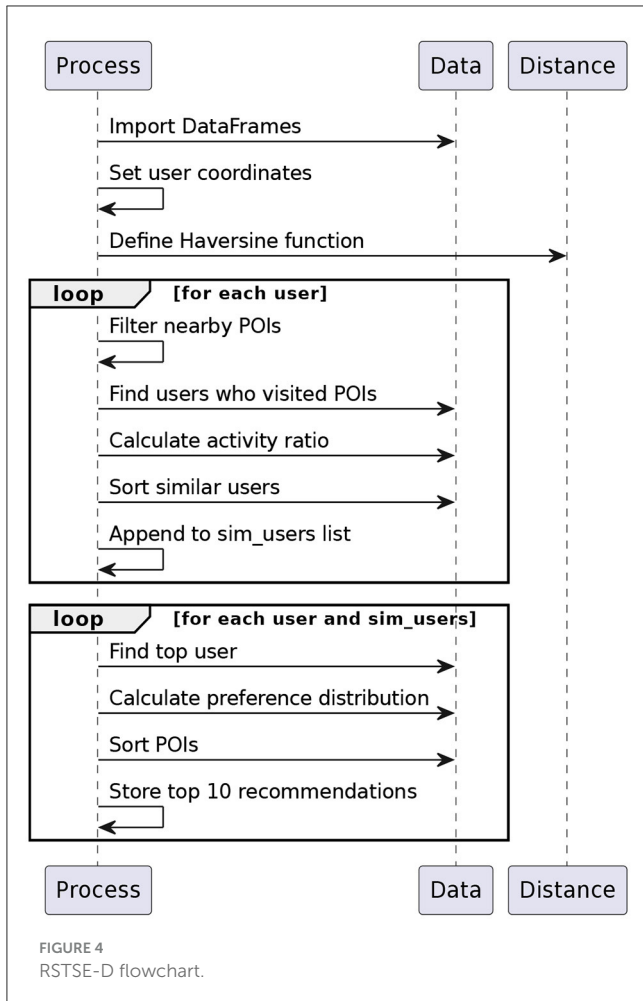 Process Data Distance
Import DataFrames
Set user coordinates
Define Haversine function
loop [for each user]
Filter nearby POIs
Find users who visited POIs
Calculate activity ratio
Sort similar users
Append to sim_users list
loop [for each user and sim_users]
Find top user
Calculate preference distribution
Sort POIs
Store top 10 recommendations
Process Data Distance
FIGURE 4
RSTSE-D flowchart.